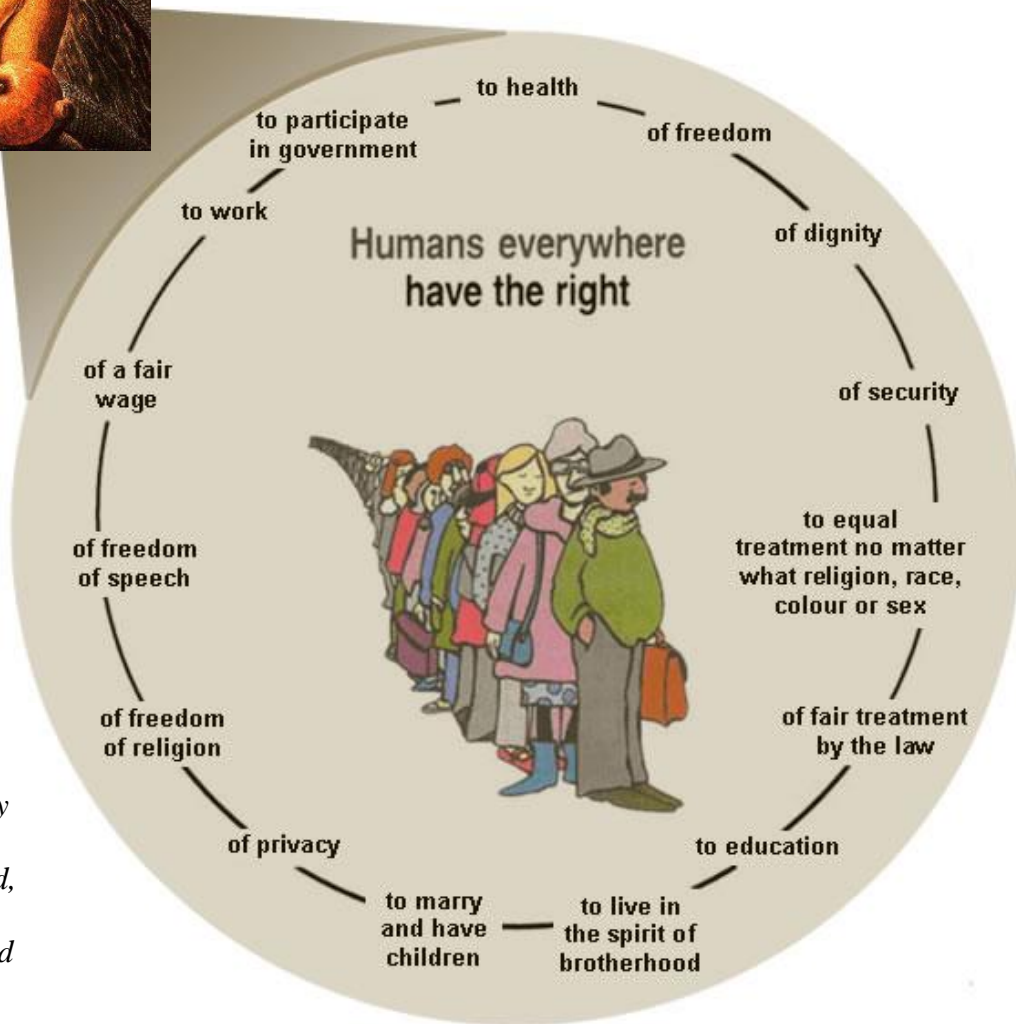 Humans everywhere
have the right
to health
of freedom
of dignity
of security
to equal
treatment no matter
what religion, race,
colour or sex
of fair treatment
by the law
to education
to live in
the spirit of
brotherhood
to marry
and have
children
of privacy
of freedom
of religion
of freedom
of speech
of a fair
wage
to work
to participate
in government